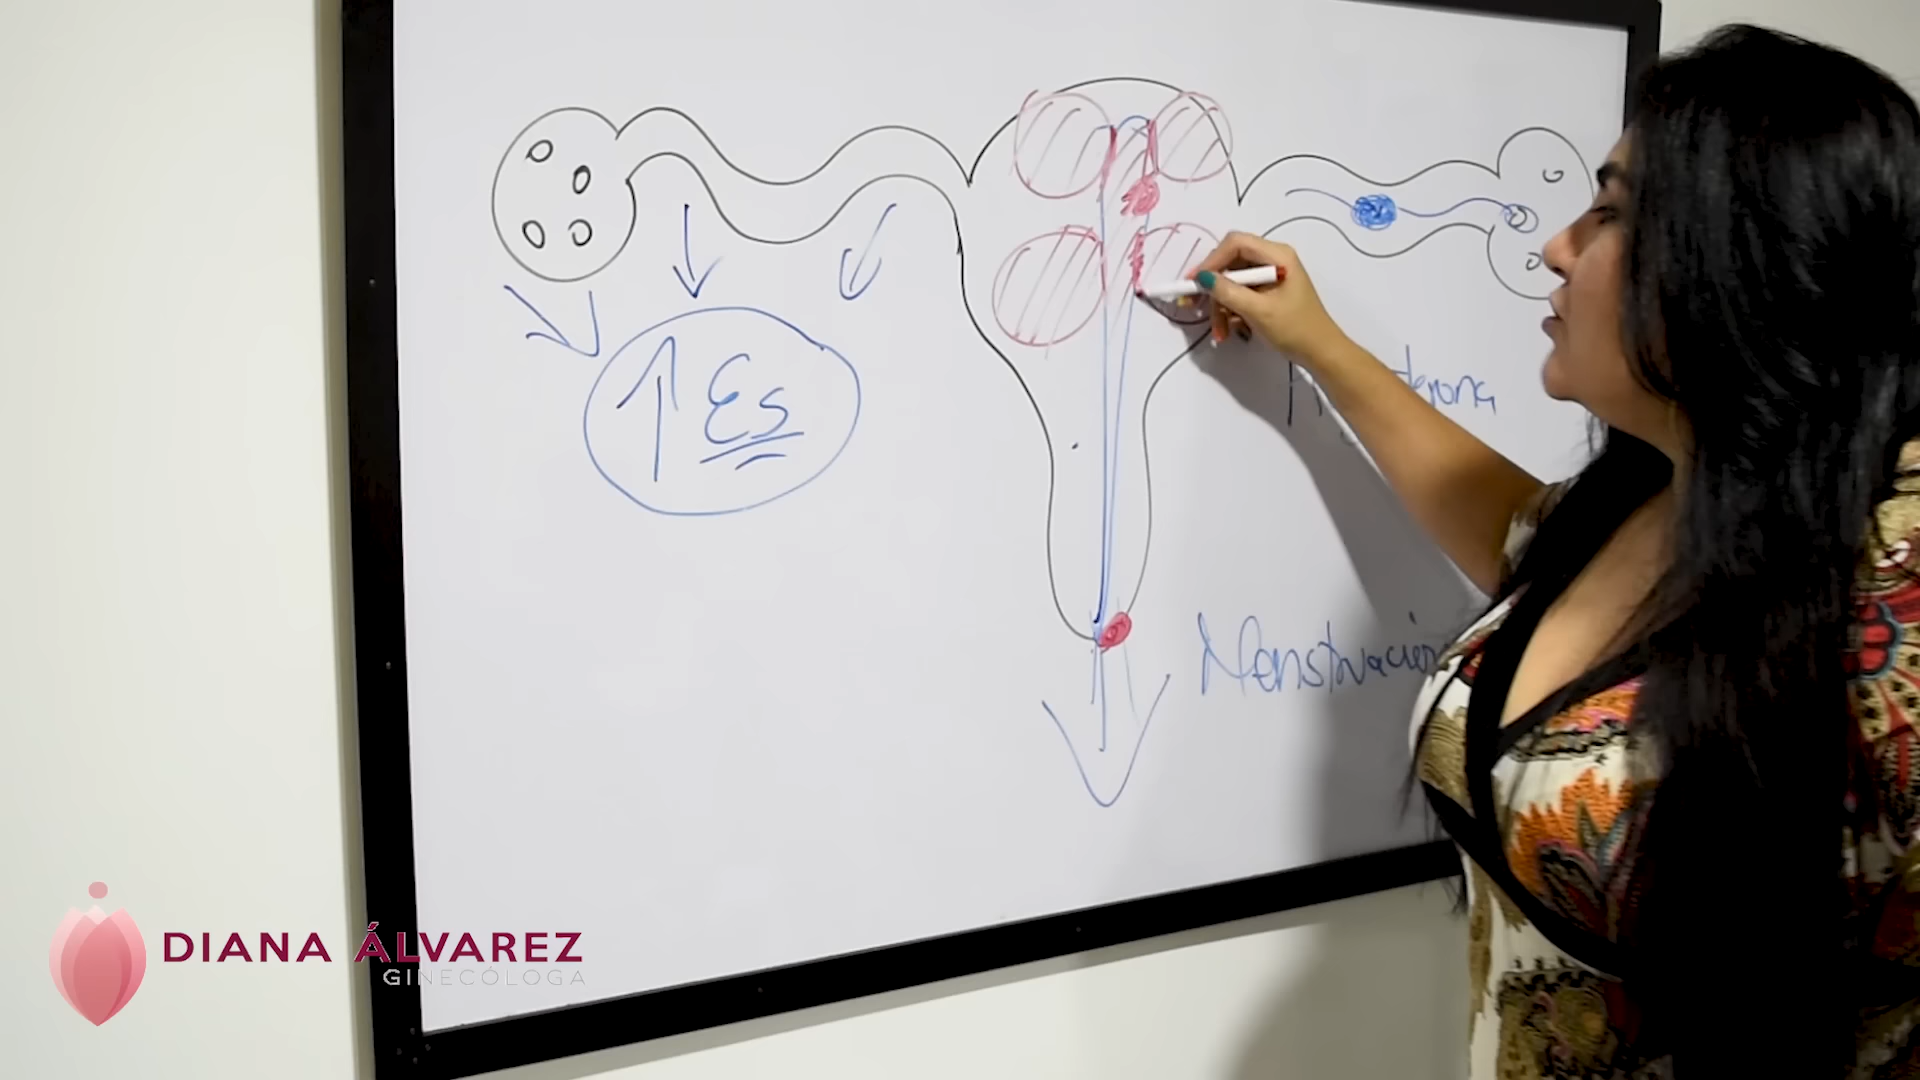 ↑ Es
Menstruación
DIANA ÁLVAREZ
GINECÓLOGA